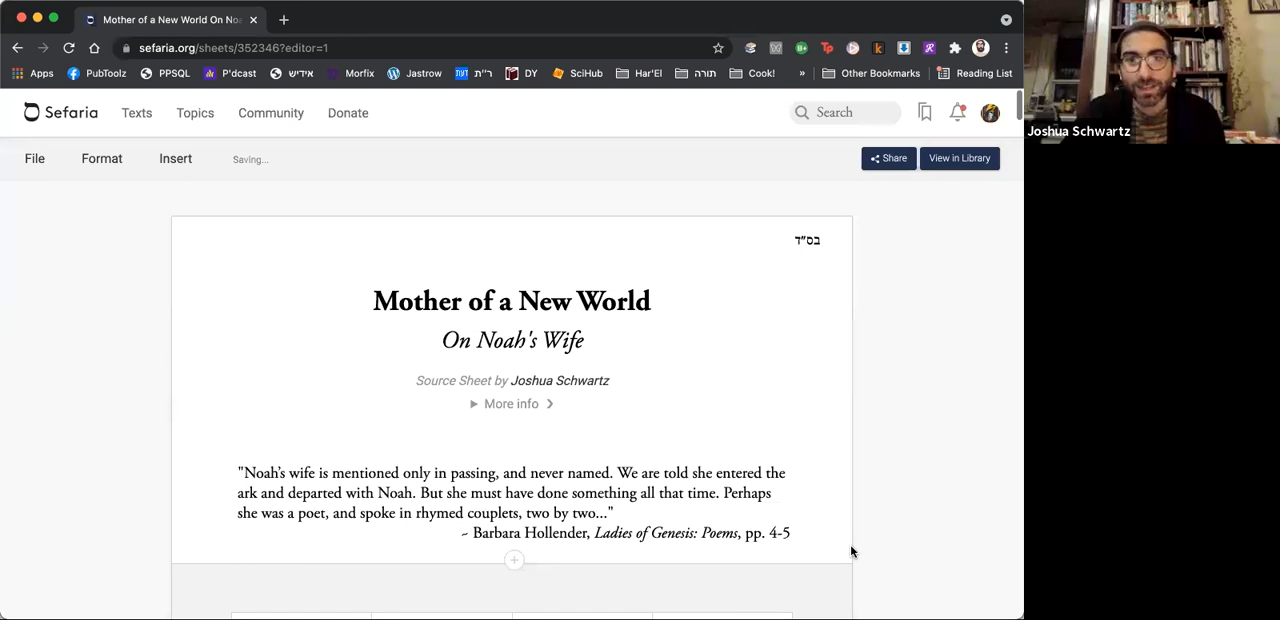 Mother of a New World On Noa
sefaria.org/sheets/352346?editor=1
Apps PubToolz PPSQL P'dcast אידיש Morfix Jastrow ר״ית DY SciHub Har'El תורה Cook! » Other Bookmarks Reading List
Sefaria Texts Topics Community Donate Search
File Format Insert Saving... Share View in Library
בס״ד
Mother of a New World
On Noah's Wife
Source Sheet by Joshua Schwartz
More info
"Noah's wife is mentioned only in passing, and never named. We are told she entered the
ark and departed with Noah. But she must have done something all that time. Perhaps
she was a poet, and spoke in rhymed couplets, two by two..."
~ Barbara Hollender, Ladies of Genesis: Poems, pp. 4-5
Joshua Schwartz